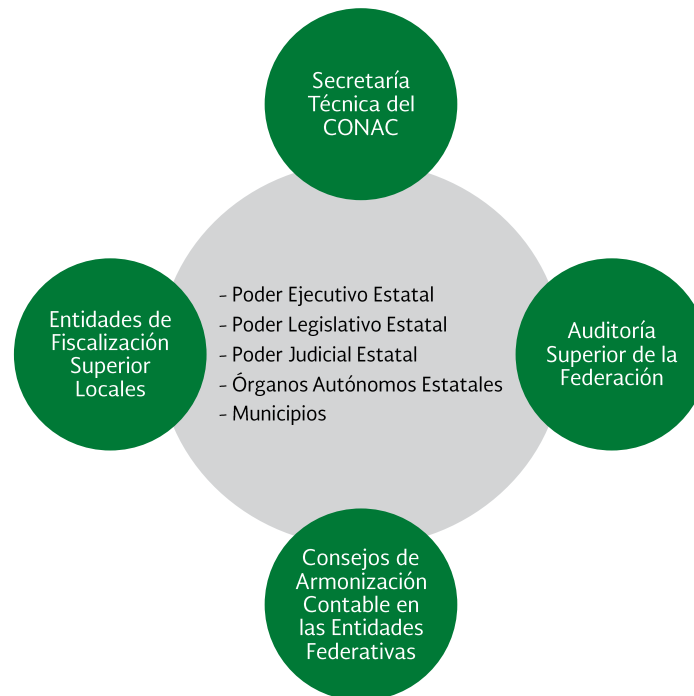 Secretaría
Técnica del
CONAC
Entidades de
Fiscalización
Superior
Locales
- Poder Ejecutivo Estatal
- Poder Legislativo Estatal
- Poder Judicial Estatal
- Órganos Autónomos Estatales
- Municipios
Auditoría
Superior de la
Federación
Consejos de
Armonización
Contable en
las Entidades
Federativas